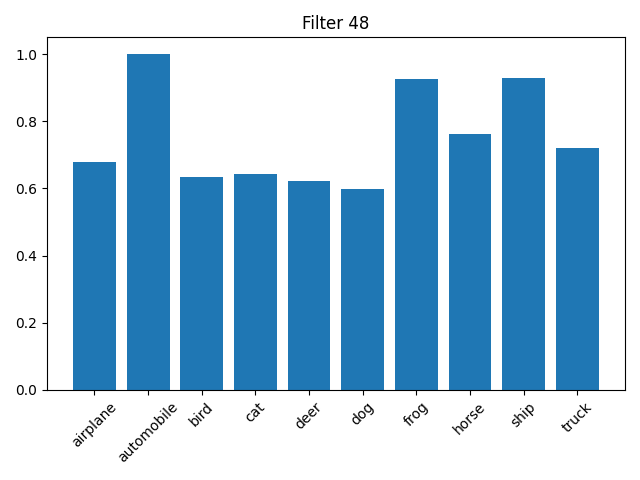 Filter 48
1.0
0.8
0.6
0.4
0.2
0.0
airplane
automobile
bird
cat
deer
dog
frog
horse
ship
truck